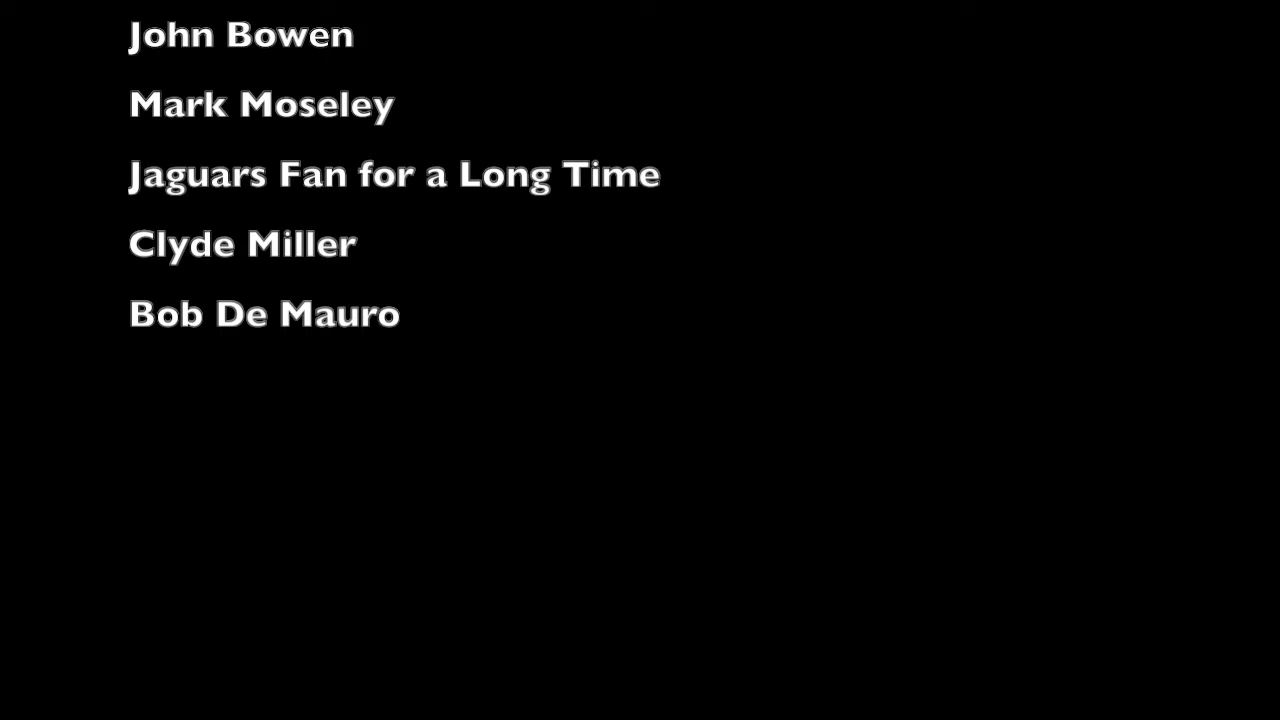 John Bowen
Mark Moseley
Jaguars Fan for a Long Time
Clyde Miller
Bob De Mauro